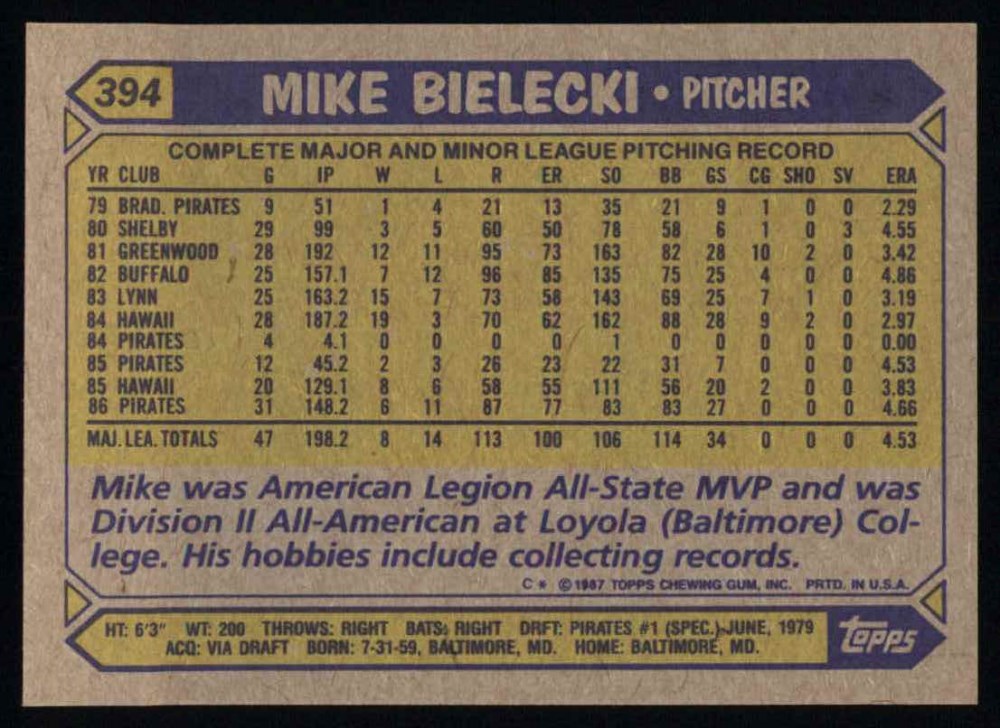 394 MIKE BIELECKI • PITCHER
COMPLETE MAJOR AND MINOR LEAGUE PITCHING RECORD
YR CLUB G IP W L R ER SO BB GS CG SHO SV ERA
79 BRAD. PIRATES 9 51 1 4 21 13 35 21 9 1 0 0 2.29
80 SHELBY 29 99 3 5 60 50 78 58 6 1 0 3 4.55
81 GREENWOOD 28 192 12 11 95 73 163 82 28 10 2 0 3.42
82 BUFFALO 25 157.1 7 12 96 85 135 75 25 4 0 0 4.86
83 LYNN 25 163.2 15 7 73 58 143 69 25 7 1 0 3.19
84 HAWAII 28 187.2 19 3 70 62 162 88 28 9 2 0 2.97
84 PIRATES 4 4.1 0 0 0 0 1 0 0 0 0 0 0.00
85 PIRATES 12 45.2 2 3 26 23 22 31 7 0 0 0 4.53
85 HAWAII 20 129.1 8 6 58 55 111 56 20 2 0 0 3.83
86 PIRATES 31 148.2 6 11 87 77 83 83 27 0 0 0 4.66
MAJ. LEA. TOTALS 47 198.2 8 14 113 100 106 114 34 0 0 0 4.53
Mike was American Legion All-State MVP and was
Division II All-American at Loyola (Baltimore) Col-
lege. His hobbies include collecting records.
C * © 1987 TOPPS CHEWING GUM, INC. PRTD. IN U.S.A.
HT: 6'3" WT: 200 THROWS: RIGHT BATS: RIGHT DRFT: PIRATES #1 (SPEC.)-JUNE, 1979
ACQ: VIA DRAFT BORN: 7-31-59, BALTIMORE, MD. HOME: BALTIMORE, MD.
topps